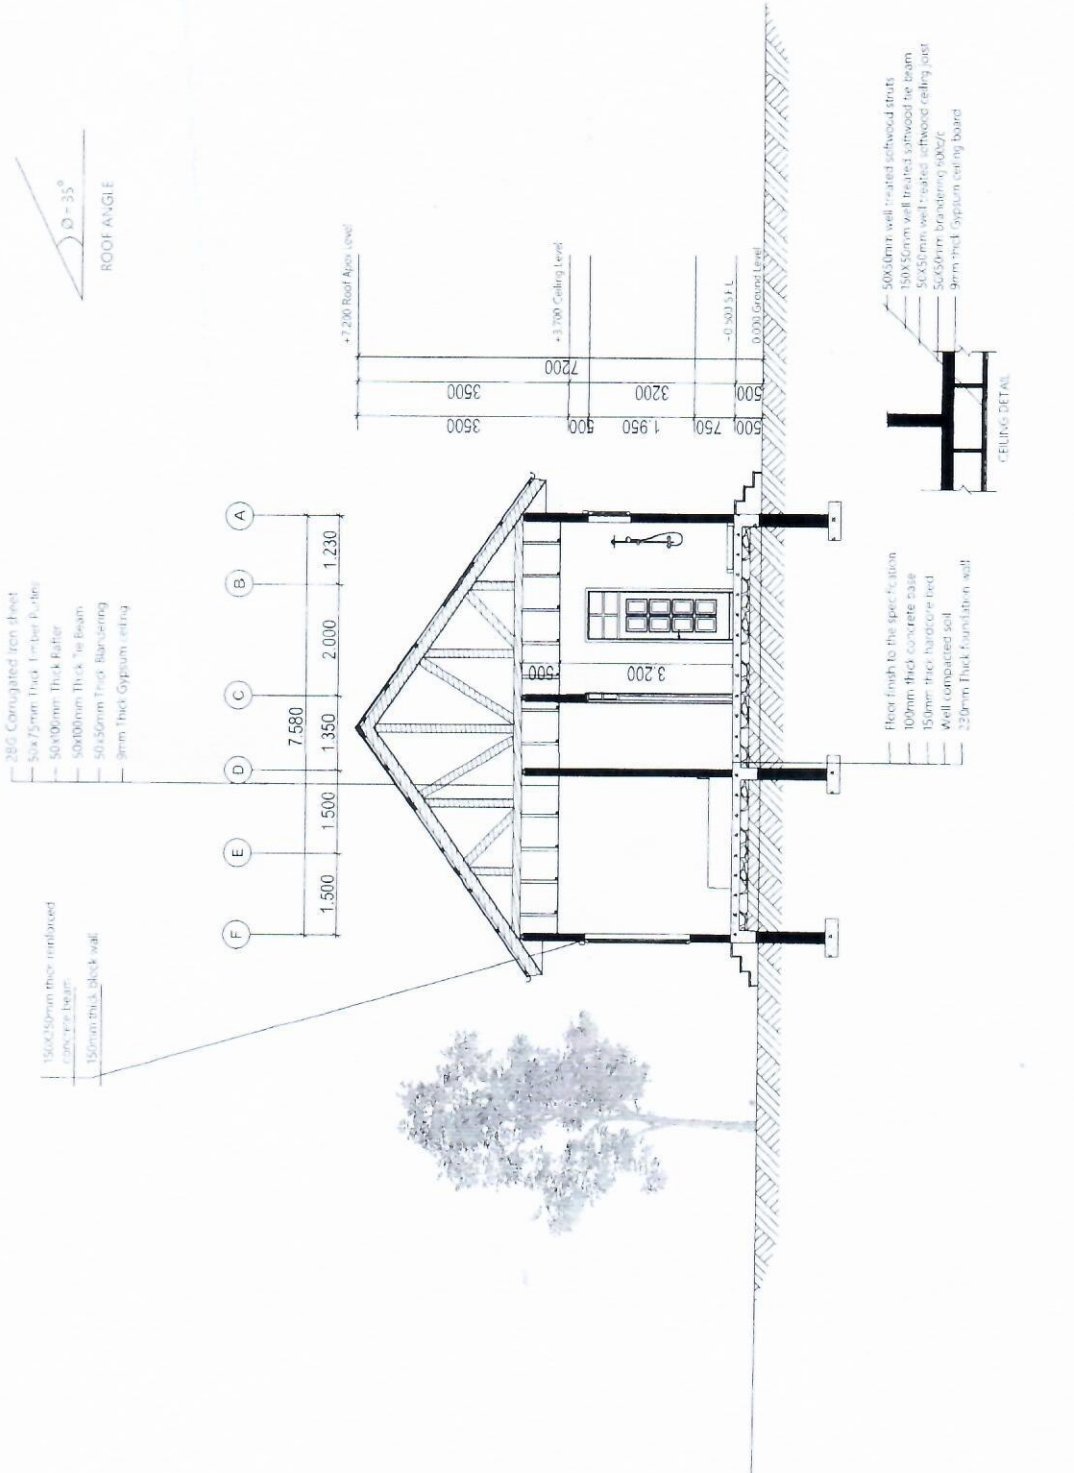 28G Corrugated Iron sheet
50x75mm Thick Timber Purlins
50x100mm Thick Rafter
50x100mm Thick Tie Beam
50x50mm Thick Blandering
9mm Thick Gypsum ceiling
Ø - 35°
ROOF ANGLE
150X250mm thick reinforced
concrete beam
150mm thick block wall
F
E
D
C
B
A
7.580
1.500
1.500
1.350
2.000
1.230
+7.200 Roof Apex Level
+3.700 Ceiling Level
0.000 Ground Level
3500
500
1.950
750
500
3500
3200
500
7200
500
3.200
Floor finish to the specification
100mm thick concrete base
150mm thick hardcore bed
Well compacted soil
230mm Thick foundation wall
50X50mm well treated softwood struts
150X50mm well treated softwood tie beam
50X50mm well treated softwood ceiling joist
50X50mm brandering 600c/c
9mm thick Gypsum ceiling board
CEILING DETAIL